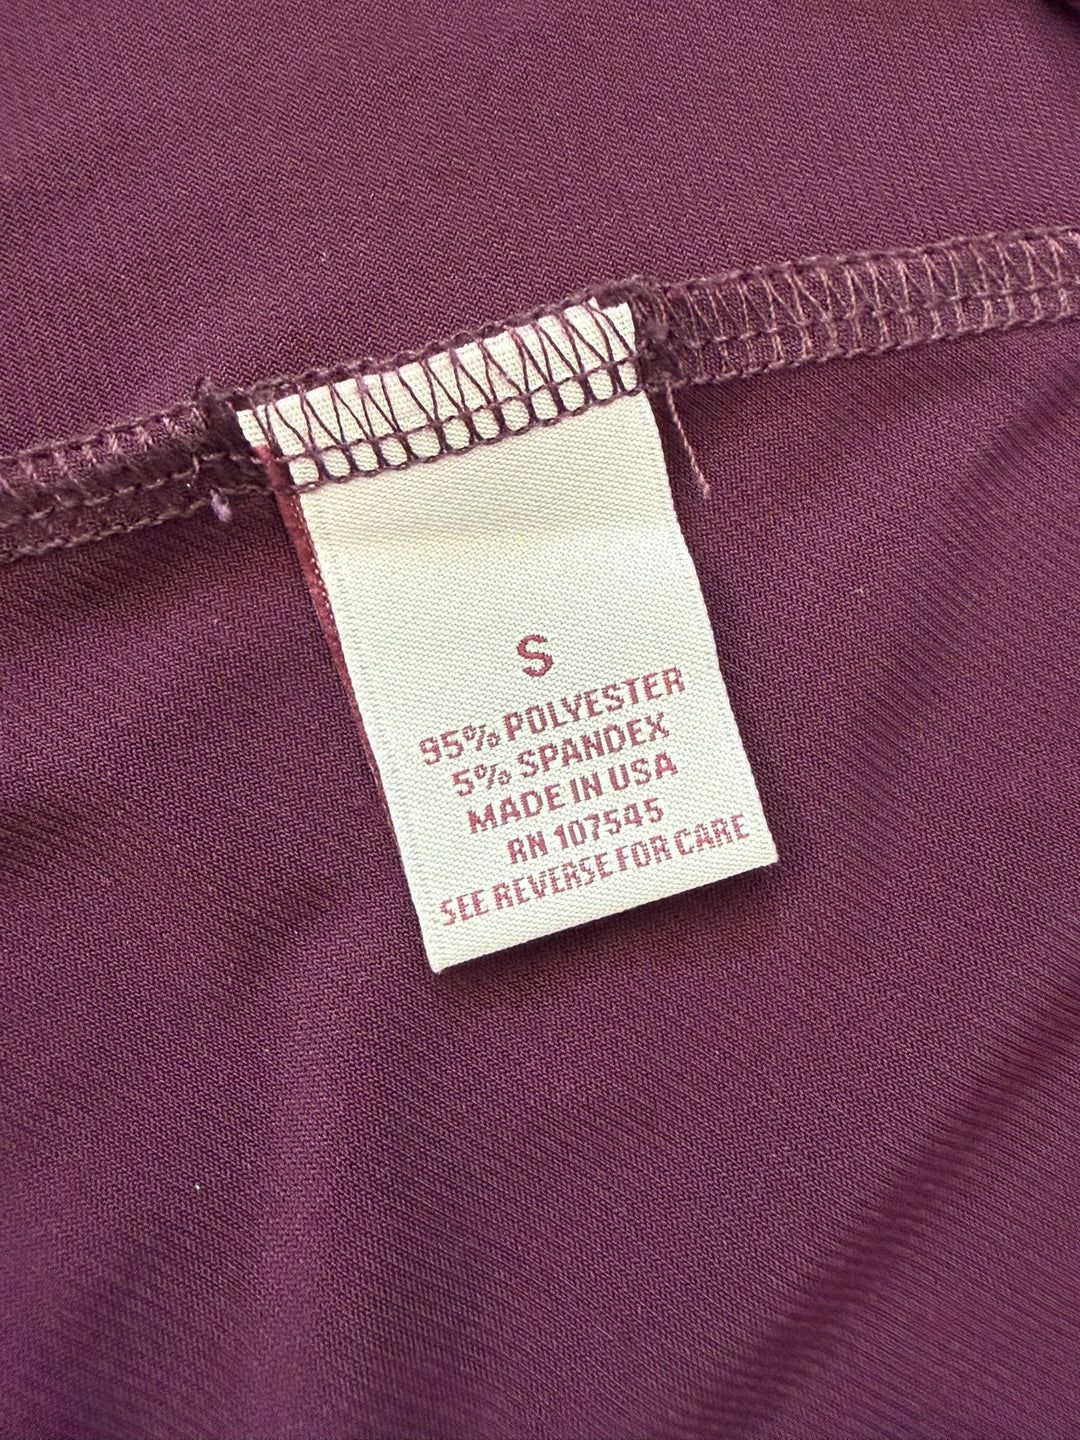 S
95% POLYESTER
5% SPANDEX
MADE IN USA
RN 107545
SEE REVERSE FOR CARE